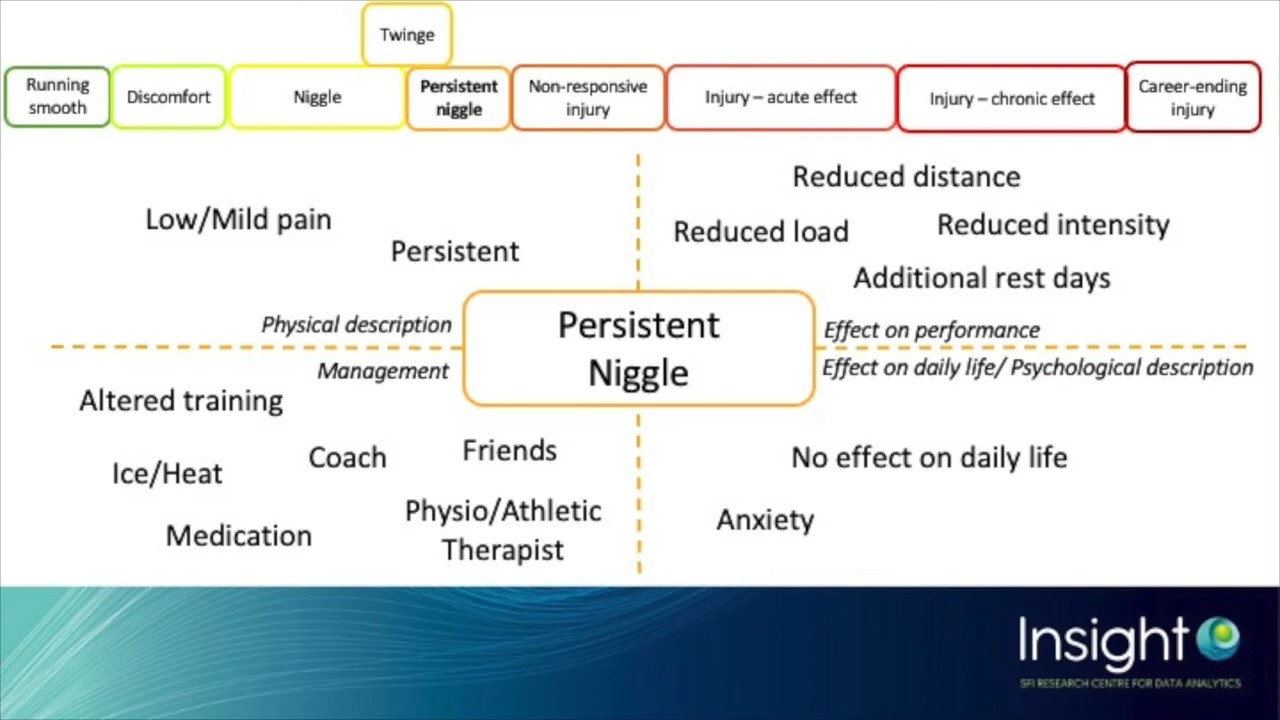 Twinge
Running
smooth
Discomfort
Niggle
Persistent
niggle
Non-responsive
injury
Injury – acute effect
Injury – chronic effect
Career-ending
injury
Low/Mild pain
Persistent
Physical description
Reduced distance
Reduced load
Reduced intensity
Additional rest days
Effect on performance
Persistent
Niggle
Management
Altered training
Ice/Heat
Coach
Friends
Medication
Physio/Athletic
Therapist
Effect on daily life/ Psychological description
No effect on daily life
Anxiety
Insight
SFI RESEARCH CENTRE FOR DATA ANALYTICS